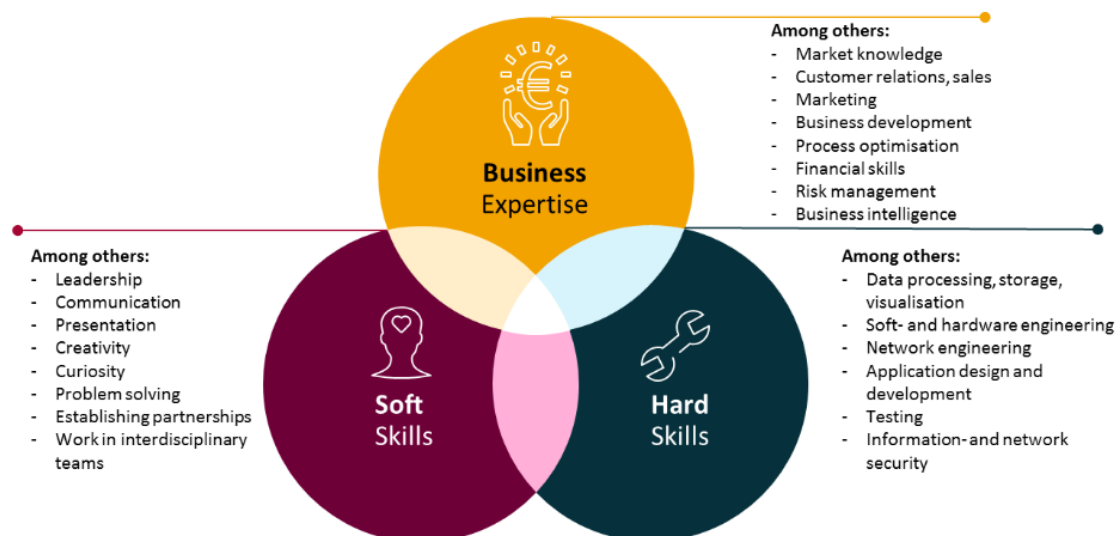 Business
Expertise
Among others:
- Market knowledge
- Customer relations, sales
- Marketing
- Business development
- Process optimisation
- Financial skills
- Risk management
- Business intelligence
Among others:
- Leadership
- Communication
- Presentation
- Creativity
- Curiosity
- Problem solving
- Establishing partnerships
- Work in interdisciplinary
teams
Soft
Skills
Hard
Skills
Among others:
- Data processing, storage,
visualisation
- Soft- and hardware engineering
- Network engineering
- Application design and
development
- Testing
- Information- and network
security